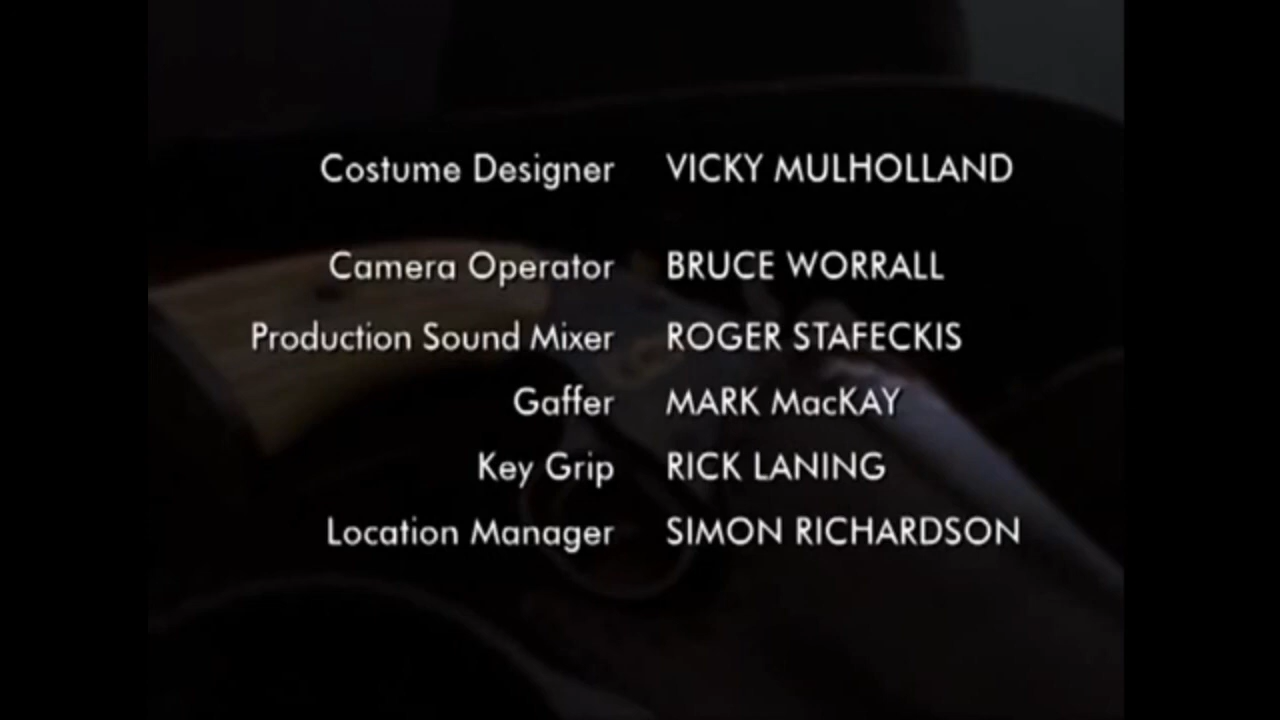 Costume Designer VICKY MULHOLLAND
Camera Operator BRUCE WORRALL
Production Sound Mixer ROGER STAFECKIS
Gaffer MARK MacKAY
Key Grip RICK LANING
Location Manager SIMON RICHARDSON